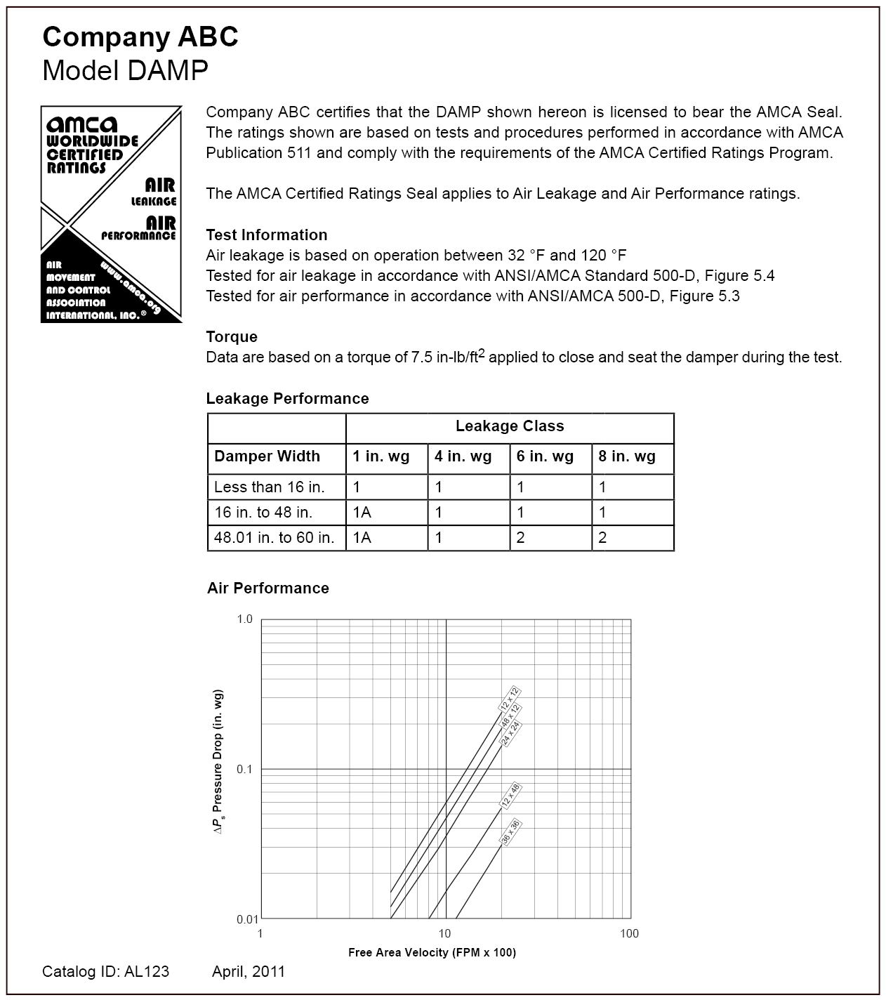 Company ABC
Model DAMP
amca
WORLDWIDE
CERTIFIED
RATINGS
AIR
LEAKAGE
AIR
PERFORMANCE
AIR
MOVEMENT
AND CONTROL
ASSOCIATION
INTERNATIONAL, INC.®
www.amca.org
Company ABC certifies that the DAMP shown hereon is licensed to bear the AMCA Seal.
The ratings shown are based on tests and procedures performed in accordance with AMCA
Publication 511 and comply with the requirements of the AMCA Certified Ratings Program.
The AMCA Certified Ratings Seal applies to Air Leakage and Air Performance ratings.
Test Information
Air leakage is based on operation between 32 °F and 120 °F
Tested for air leakage in accordance with ANSI/AMCA Standard 500-D, Figure 5.4
Tested for air performance in accordance with ANSI/AMCA 500-D, Figure 5.3
Torque
Data are based on a torque of 7.5 in-lb/ft² applied to close and seat the damper during the test.
Leakage Performance
Leakage Class
Damper Width 1 in. wg 4 in. wg 6 in. wg 8 in. wg
Less than 16 in. 1 1 1 1
16 in. to 48 in. 1A 1 1 1
48.01 in. to 60 in. 1A 1 2 2
Air Performance
1.0
0.1
0.01
ΔPs Pressure Drop (in. wg)
12 x 12
48 x 12
24 x 24
12 x 48
36 x 36
1 10 100
Free Area Velocity (FPM x 100)
Catalog ID: AL123 April, 2011